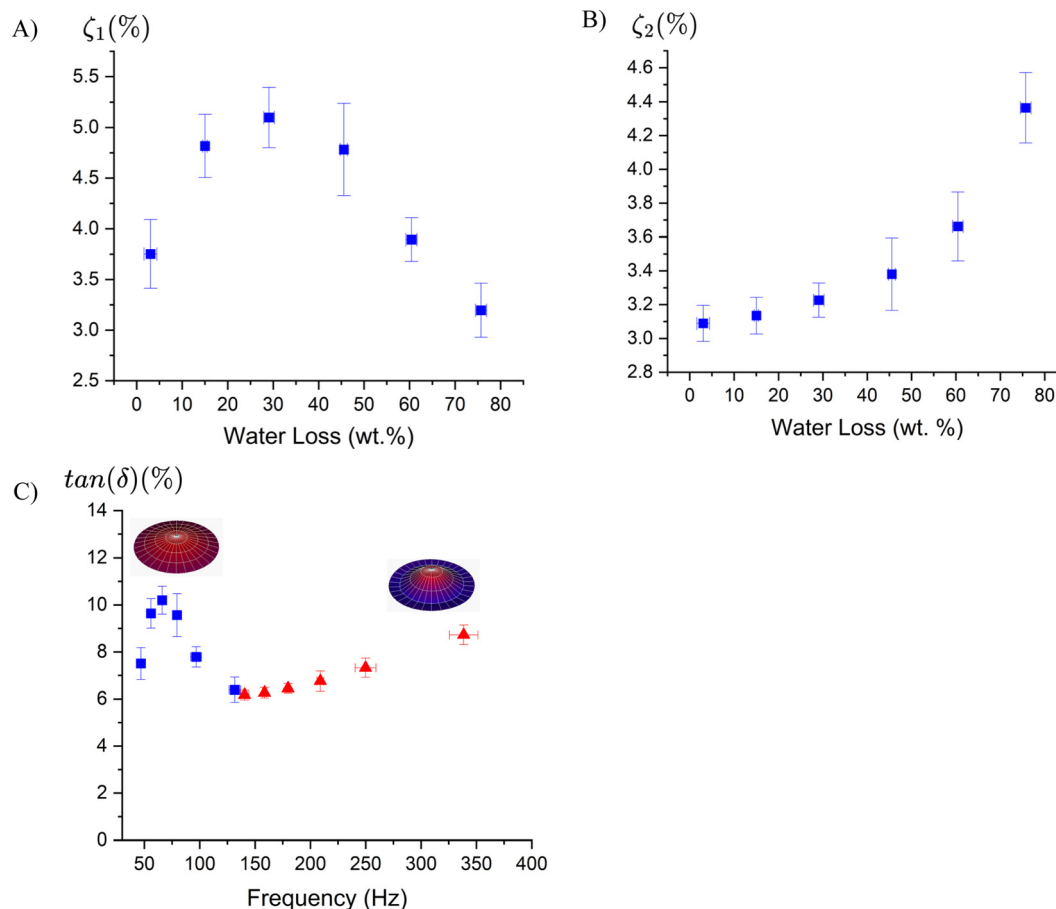 A) ζ₁(%)
5.5
5.0
4.5
4.0
3.5
3.0
2.5
0 10 20 30 40 50 60 70 80
Water Loss (wt.%)
B) ζ₂(%)
4.6
4.4
4.2
4.0
3.8
3.6
3.4
3.2
3.0
2.8
0 10 20 30 40 50 60 70 80
Water Loss (wt. %)
C) tan(δ)(%)
14
12
10
8
6
4
2
0
50 100 150 200 250 300 350 400
Frequency (Hz)